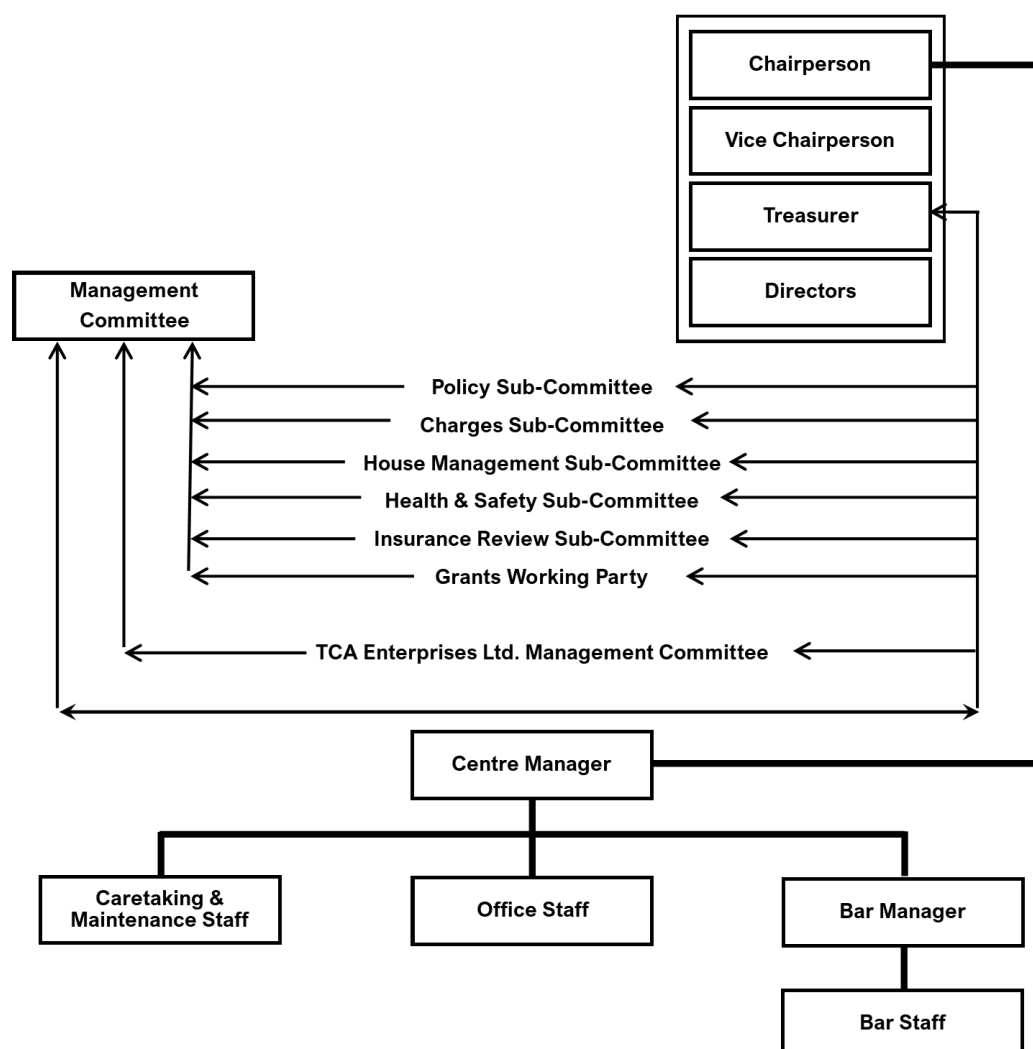 Chairperson
Vice Chairperson
Treasurer
Directors
Management
Committee
Policy Sub-Committee
Charges Sub-Committee
House Management Sub-Committee
Health & Safety Sub-Committee
Insurance Review Sub-Committee
Grants Working Party
TCA Enterprises Ltd. Management Committee
Centre Manager
Caretaking &
Maintenance Staff
Office Staff
Bar Manager
Bar Staff